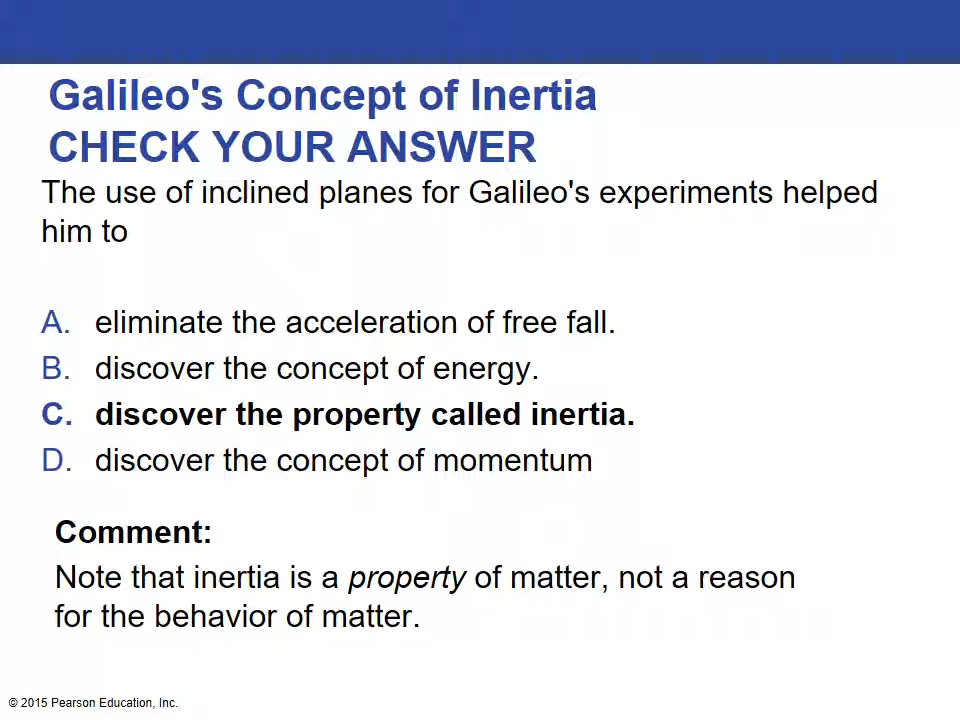 Galileo's Concept of Inertia
CHECK YOUR ANSWER
The use of inclined planes for Galileo's experiments helped
him to
A. eliminate the acceleration of free fall.
B. discover the concept of energy.
C. discover the property called inertia.
D. discover the concept of momentum
Comment:
Note that inertia is a property of matter, not a reason
for the behavior of matter.
© 2015 Pearson Education, Inc.